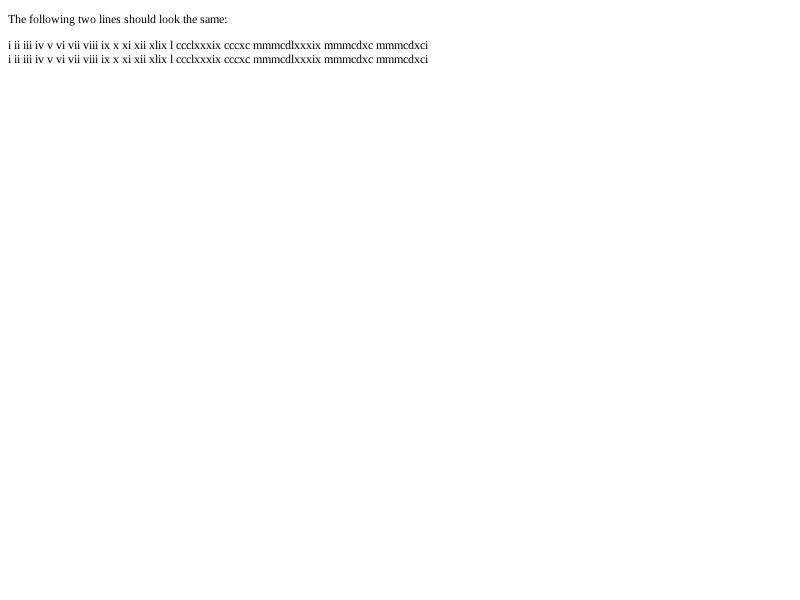 The following two lines should look the same:
i ii iii iv v vi vii viii ix x xi xii xlix l ccclxxxix cccxc mmmcdlxxxix mmmcdxc mmmcdxci
i ii iii iv v vi vii viii ix x xi xii xlix l ccclxxxix cccxc mmmcdlxxxix mmmcdxc mmmcdxci